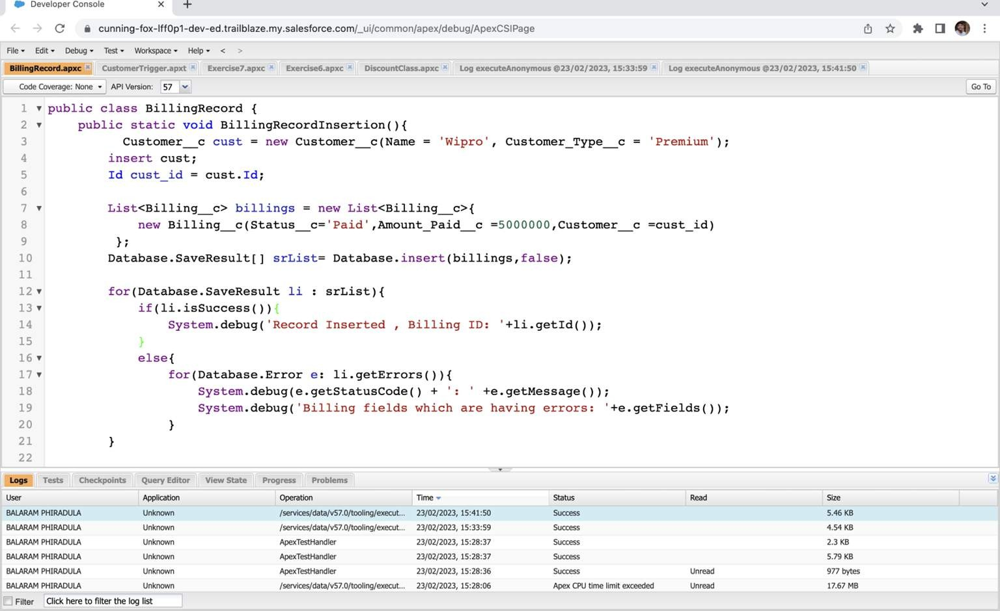 Developer Console
cunning-fox-lff0p1-dev-ed.trailblaze.my.salesforce.com/_ui/common/apex/debug/ApexCSIPage
File Edit Debug Test Workspace Help < >
BillingRecord.apxc CustomerTrigger.apxt Exercise7.apxc Exercise6.apxc DiscountClass.apxc Log executeAnonymous @23/02/2023, 15:33:59 Log executeAnonymous @23/02/2023, 15:41:50
Code Coverage: None API Version: 57 Go To
1 public class BillingRecord {
2 public static void BillingRecordInsertion(){
3 Customer__c cust = new Customer__c(Name = 'Wipro', Customer_Type__c = 'Premium');
4 insert cust;
5 Id cust_id = cust.Id;
6
7 List<Billing__c> billings = new List<Billing__c>{
8 new Billing__c(Status__c='Paid',Amount_Paid__c =5000000,Customer__c =cust_id)
9 };
10 Database.SaveResult[] srList= Database.insert(billings,false);
11
12 for(Database.SaveResult li : srList){
13 if(li.isSuccess()){
14 System.debug('Record Inserted , Billing ID: '+li.getId());
15 }
16 else{
17 for(Database.Error e: li.getErrors()){
18 System.debug(e.getStatusCode() + ': ' +e.getMessage());
19 System.debug('Billing fields which are having errors: '+e.getFields());
20 }
21 }
22
Logs Tests Checkpoints Query Editor View State Progress Problems
User Application Operation Time Status Read Size
BALARAM PHIRADULA Unknown /services/data/v57.0/tooling/execut... 23/02/2023, 15:41:50 Success 5.46 KB
BALARAM PHIRADULA Unknown /services/data/v57.0/tooling/execut... 23/02/2023, 15:33:59 Success 4.54 KB
BALARAM PHIRADULA Unknown ApexTestHandler 23/02/2023, 15:28:37 Success 2.3 KB
BALARAM PHIRADULA Unknown ApexTestHandler 23/02/2023, 15:28:37 Success 5.79 KB
BALARAM PHIRADULA Unknown ApexTestHandler 23/02/2023, 15:28:36 Success Unread 977 bytes
BALARAM PHIRADULA Unknown /services/data/v57.0/tooling/execut... 23/02/2023, 15:28:06 Apex CPU time limit exceeded Unread 17.67 MB
Filter Click here to filter the log list